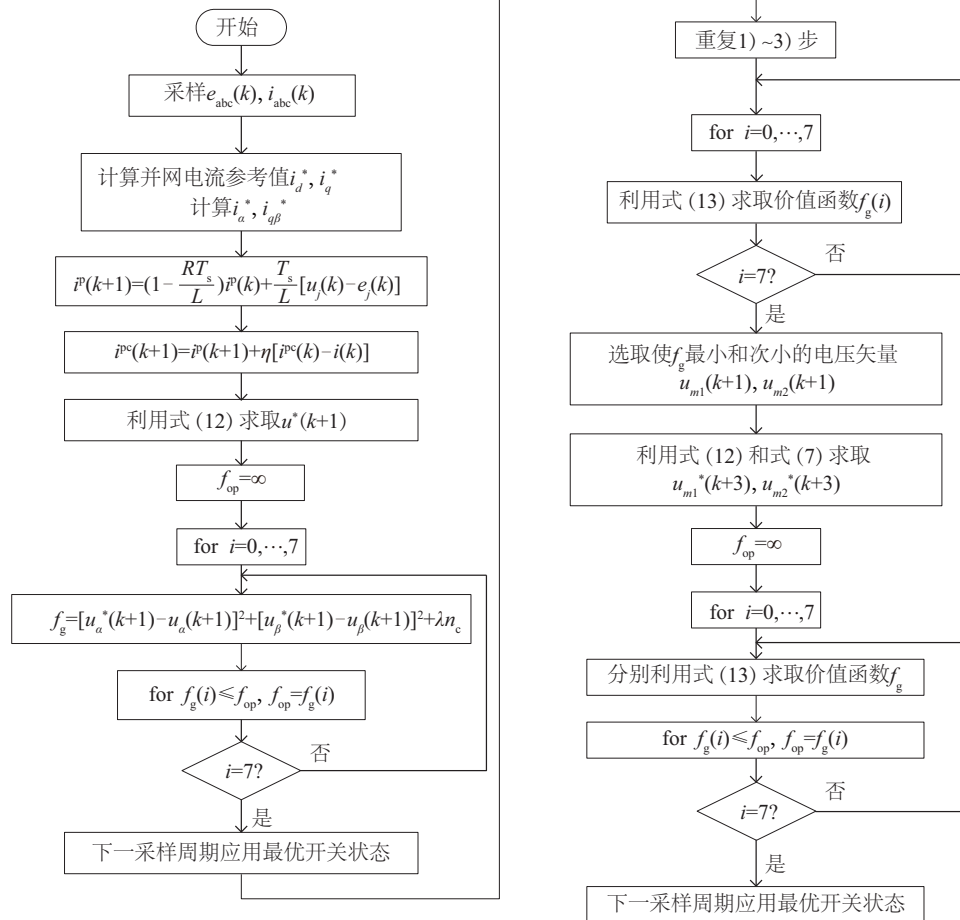 开始
采样e_abc(k), i_abc(k)
计算并网电流参考值i_d^*, i_q^*
计算i_α^*, i_qβ^*
i^p(k+1)=(1-RT_s/L)i^p(k)+T_s/L[u_j(k)-e_j(k)]
i^pc(k+1)=i^p(k+1)+η[i^pc(k)-i(k)]
利用式 (12) 求取u^*(k+1)
f_op=∞
for i=0,⋯,7
f_g=[u_α^*(k+1)-u_α(k+1)]²+[u_β^*(k+1)-u_β(k+1)]²+λn_c
for f_g(i)≤f_op, f_op=f_g(i)
i=7?
否
是
下一采样周期应用最优开关状态
重复1) ~3) 步
for i=0,⋯,7
利用式 (13) 求取价值函数f_g(i)
i=7?
否
是
选取使f_g最小和次小的电压矢量
u_m1(k+1), u_m2(k+1)
利用式 (12) 和式 (7) 求取
u_m1^*(k+3), u_m2^*(k+3)
f_op=∞
for i=0,⋯,7
分别利用式 (13) 求取价值函数f_g
for f_g(i)≤f_op, f_op=f_g(i)
i=7?
否
是
下一采样周期应用最优开关状态